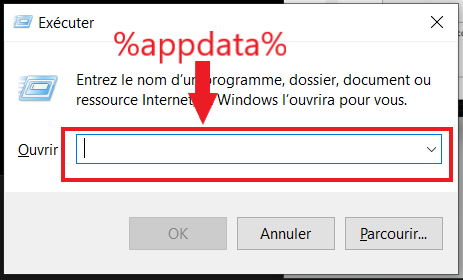 Exécuter
%appdata%
Entrez le nom d'un programme, dossier, document ou
ressource Internet, Windows l'ouvrira pour vous.
Ouvrir
OK
Annuler
Parcourir...